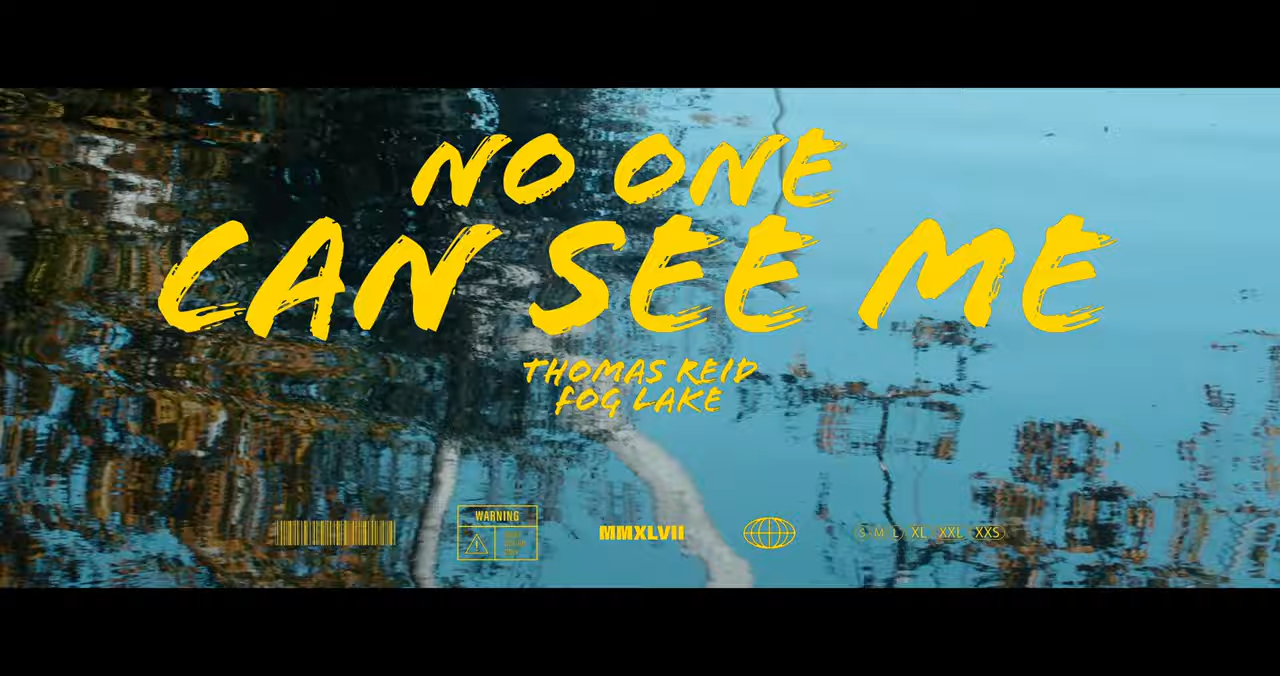 NO ONE
CAN SEE ME
THOMAS REID
FOG LAKE
WARNING
MMXLVII
S M L XL XXL XXS